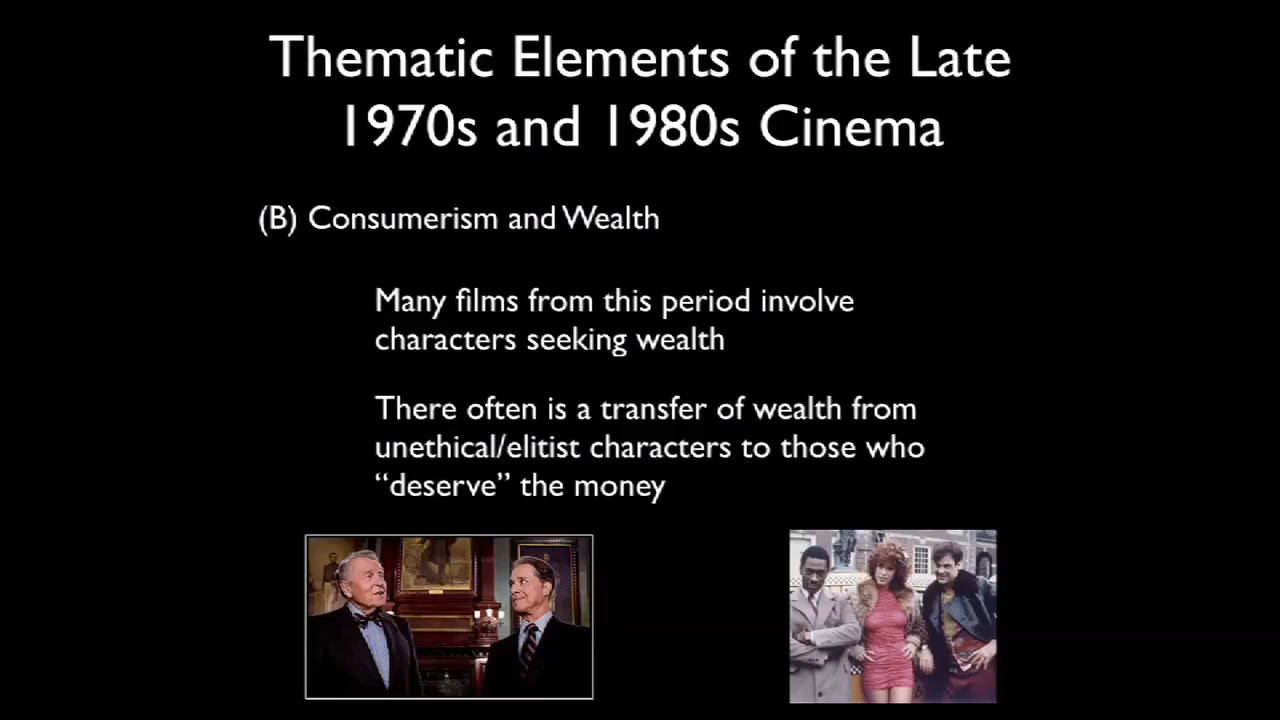 Thematic Elements of the Late
1970s and 1980s Cinema
(B) Consumerism and Wealth
Many films from this period involve
characters seeking wealth
There often is a transfer of wealth from
unethical/elitist characters to those who
“deserve” the money